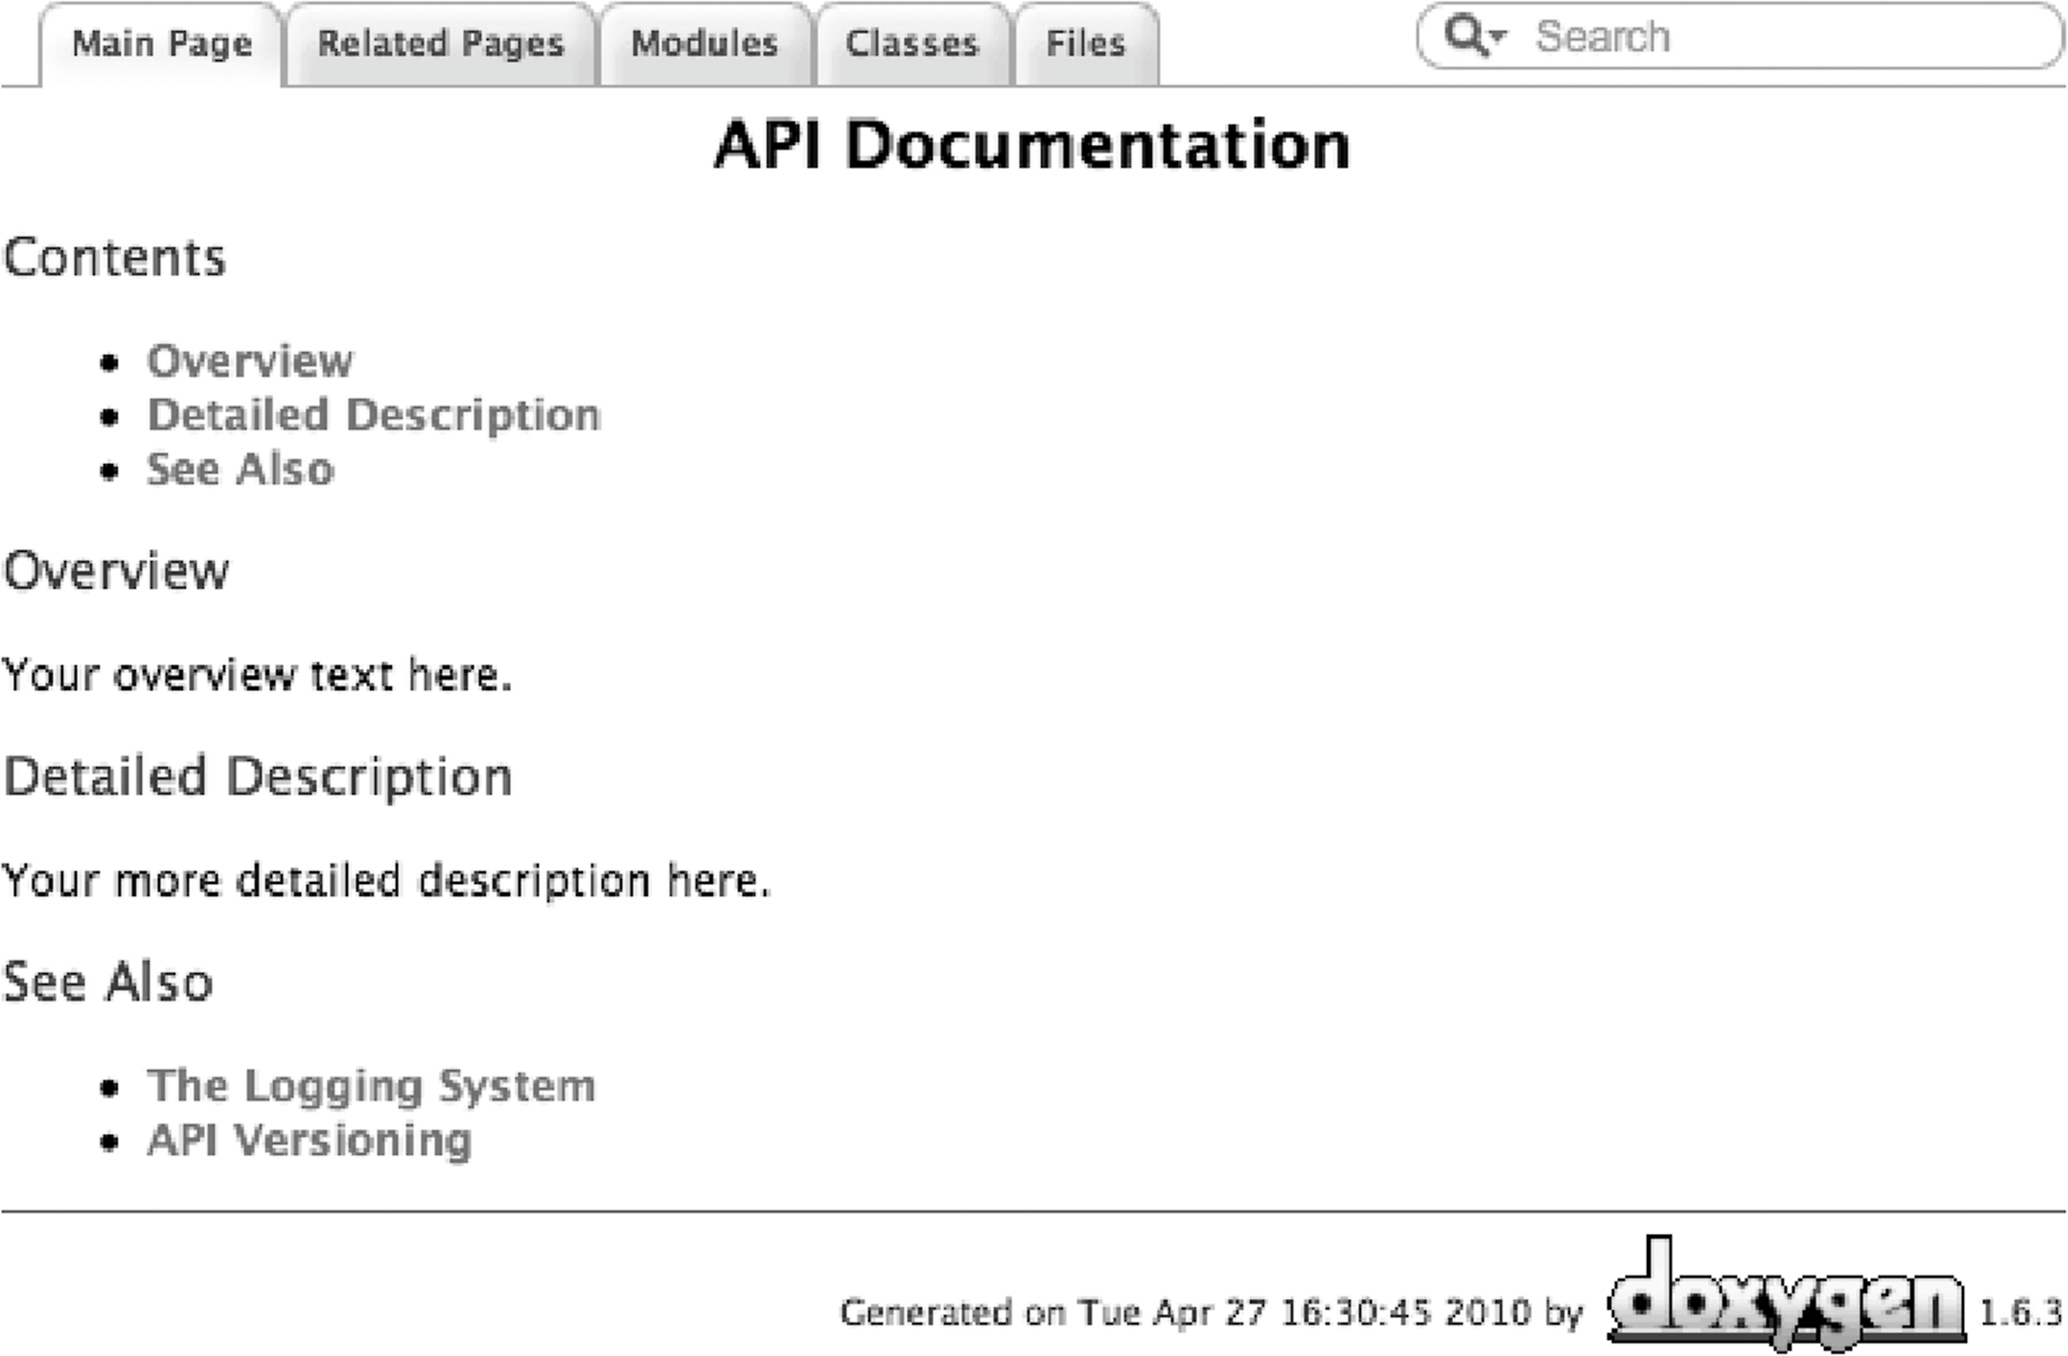 Main Page Related Pages Modules Classes Files Search
API Documentation
Contents
• Overview
• Detailed Description
• See Also
Overview
Your overview text here.
Detailed Description
Your more detailed description here.
See Also
• The Logging System
• API Versioning
Generated on Tue Apr 27 16:30:45 2010 by doxygen 1.6.3